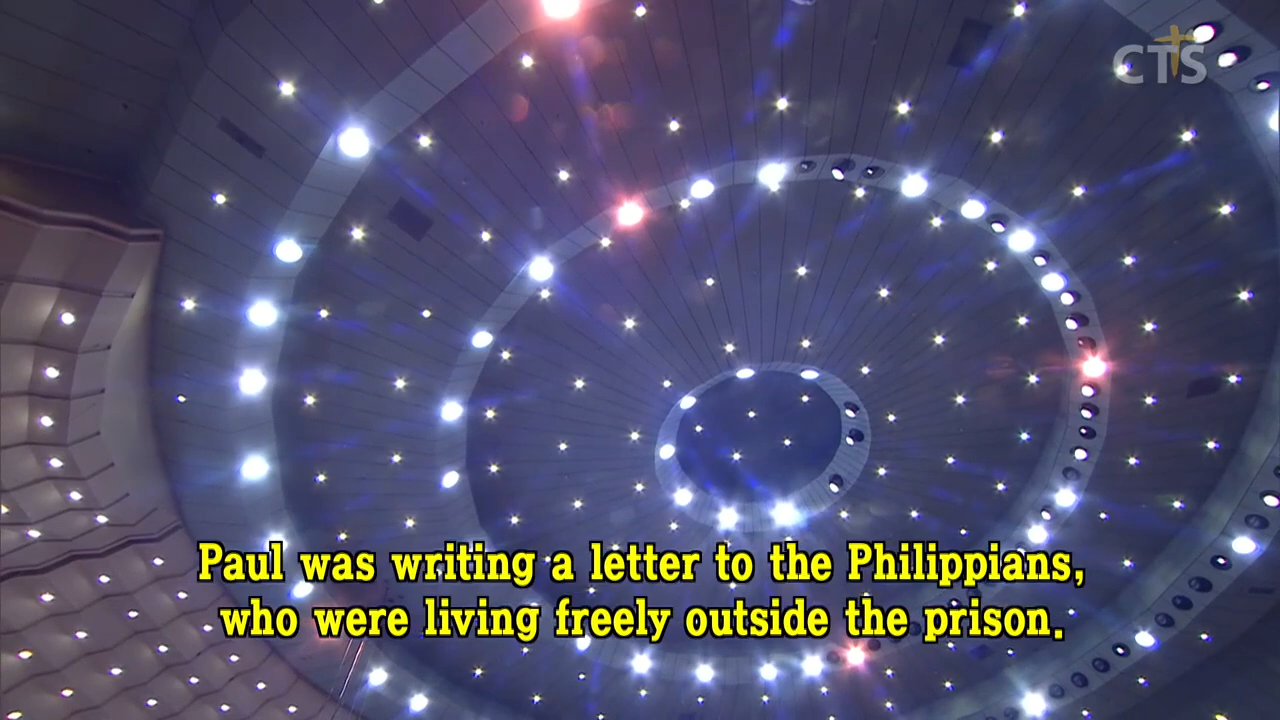 CTS
Paul was writing a letter to the Philippians,
who were living freely outside the prison.